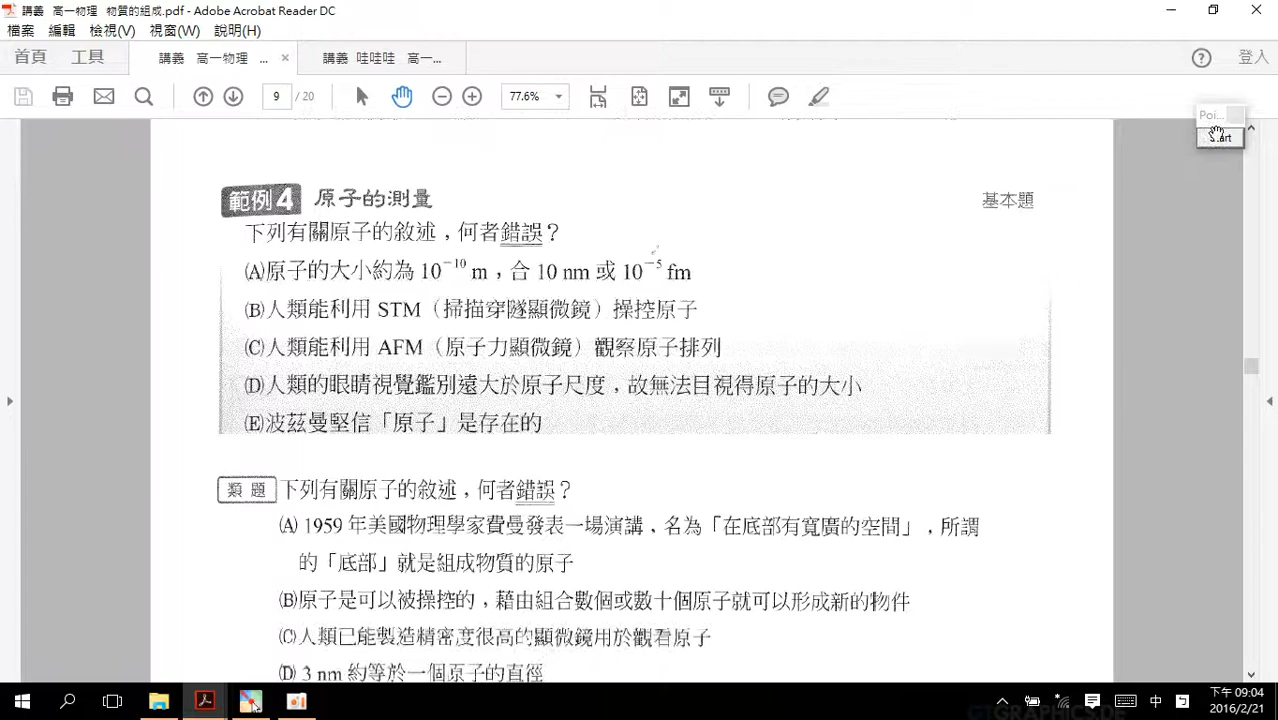 講義 高一物理 物質的組成.pdf - Adobe Acrobat Reader DC
檔案 編輯 檢視(V) 視窗(W) 說明(H)
首頁 工具 講義 高一物理 ... × 講義 哇哇哇 高一... 登入
9 / 20 77.6%
Poi...
範例4 原子的測量 基本題
下列有關原子的敘述，何者錯誤？
(A)原子的大小約為 10⁻¹⁰ m，合 10 nm 或 10⁻⁵ fm
(B)人類能利用 STM（掃描穿隧顯微鏡）操控原子
(C)人類能利用 AFM（原子力顯微鏡）觀察原子排列
(D)人類的眼睛視覺鑑別遠大於原子尺度，故無法目視得原子的大小
(E)波茲曼堅信「原子」是存在的
類題 下列有關原子的敘述，何者錯誤？
(A) 1959 年美國物理學家費曼發表一場演講，名為「在底部有寬廣的空間」，所謂
的「底部」就是組成物質的原子
(B)原子是可以被操控的，藉由組合數個或數十個原子就可以形成新的物件
(C)人類已能製造精密度很高的顯微鏡用於觀看原子
(D) 3 nm 約等於一個原子的直徑
中 下午 09:04
2016/2/21